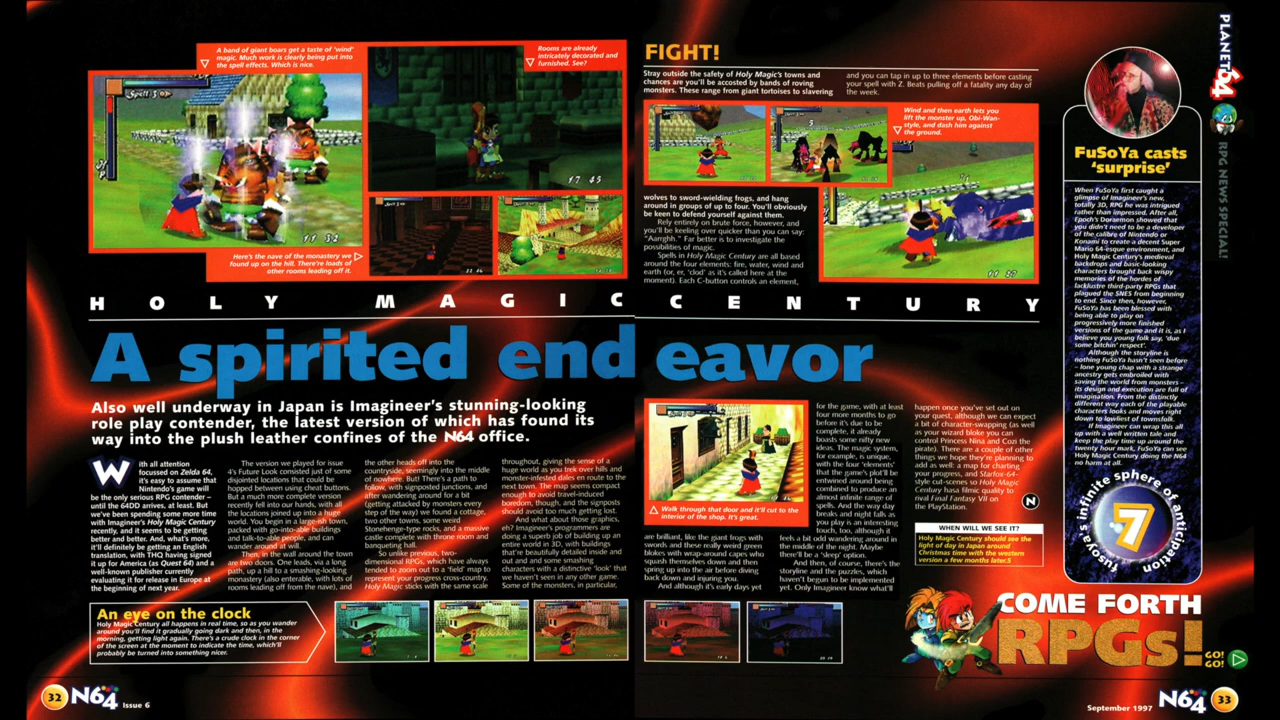 A band of giant boars get a taste of 'wind'
magic. Much work is clearly being put into
the spell effects. Which is nice.
Rooms are already
intricately decorated and
furnished. See?
Here's the nave of the monastery we
found up on the hill. There're loads of
other rooms leading off it.
FIGHT!
Stray outside the safety of Holy Magic's towns and
chances are you'll be accosted by bands of roving
monsters. These range from giant tortoises to slavering
and you can tap in up to three elements before casting
your spell with Z. Beats pulling off a fatality any day of
the week.
Wind and then earth lets you
lift the monster up, Obi-Wan-
style, and dash him against
the ground.
wolves to sword-wielding frogs, and hang
around in groups of up to four. You'll obviously
be keen to defend yourself against them.
Rely entirely on brute force, however, and
you'll be keeling over quicker than you can say:
"Aarrghh." Far better is to investigate the
possibilities of magic.
Spells in Holy Magic Century are all based
around the four elements: fire, water, wind and
earth (or, er, 'clod' as it's called here at the
moment). Each C-button controls an element,
HOLY MAGIC CENTURY
A spirited endeavor
Also well underway in Japan is Imagineer's stunning-looking
role play contender, the latest version of which has found its
way into the plush leather confines of the N64 office.
With all attention
focussed on Zelda 64,
it's easy to assume that
Nintendo's game will
be the only serious RPG contender –
until the 64DD arrives, at least. But
we've been spending some more time
with Imagineer's Holy Magic Century
recently, and it seems to be getting
better and better. And, what's more,
it'll definitely be getting an English
translation, with THQ having signed
it up for America (as Quest 64) and a
well-known publisher currently
evaluating it for release in Europe at
the beginning of next year.
The version we played for issue
4's Future Look consisted just of some
disjointed locations that could be
hopped between using cheat buttons.
But a much more complete version
recently fell into our hands, with all
the locations joined up into a huge
world. You begin in a large-ish town,
packed with go-into-able buildings
and talk-to-able people, and can
wander around at will.
Then, in the wall around the town
are two doors. One leads, via a long
path, up a hill to a smashing-looking
monastery (also enterable, with lots of
rooms leading off from the nave), and
the other heads off into the
countryside, seemingly into the middle
of nowhere. But! There's a path to
follow, with signposted junctions, and
after wandering around for a bit
(getting attacked by monsters every
step of the way) we found a cottage,
two other towns, some weird
Stonehenge-type rocks, and a massive
castle complete with throne room and
banqueting hall.
So unlike previous, two-
dimensional RPGs, which have always
tended to zoom out to a 'field' map to
represent your progress cross-country,
Holy Magic sticks with the same scale
throughout, giving the sense of a
huge world as you trek over hills and
monster-infested dales en route to the
next town. The map seems compact
enough to avoid travel-induced
boredom, though, and the signposts
should avoid too much getting lost.
And what about those graphics,
eh? Imagineer's programmers are
doing a superb job of building up an
entire world in 3D, with buildings
that're beautifully detailed inside and
out and some smashing
characters with a distinctive 'look' that
we haven't seen in any other game.
Some of the monsters, in particular,
Walk through that door and it'll cut to the
interior of the shop. It's great.
are brilliant, like the giant frogs with
swords and these really weird green
blokes with wrap-around capes who
squash themselves down and then
spring up into the air before diving
back down and injuring you.
And although it's early days yet
for the game, with at least
four more months to go
before it's due to be
complete, it already
boasts some nifty new
ideas. The magic system,
for example, is unique,
with the four 'elements'
that the game's plot'll be
entwined around being
combined to produce an
almost infinite range of
spells. And the way day
breaks and night falls as
you play is an interesting
touch, too, although it
feels a bit odd wandering around in
the middle of the night. Maybe
there'll be a 'sleep' option.
And then, of course, there's the
storyline and the puzzles, which
haven't begun to be implemented
yet. Only Imagineer know what'll
happen once you've set out on
your quest, although we can expect
a bit of character-swapping (as well
as your wizard bloke you can
control Princess Nina and Cozi the
pirate). There are a couple of other
things we hope they're planning to
add as well: a map for charting
your progress, and Starfox-64-
style cut-scenes so Holy Magic
Century hasa filmic quality to
rival Final Fantasy VII on
the PlayStation.
N
WHEN WILL WE SEE IT?
Holy Magic Century should see the
light of day in Japan around
Christmas time with the western
version a few months later.5
An eye on the clock
Holy Magic Century all happens in real time, so as you wander
around you'll find it gradually going dark and then, in the
morning, getting light again. There's a crude clock in the corner
of the screen at the moment to indicate the time, which'll
probably be turned into something nicer.
FuSoYa casts
'surprise'
When FuSoYa first caught a
glimpse of Imagineer's new,
totally 3D, RPG he was intrigued
rather than impressed. After all,
Epoch's Doraemon showed that
you didn't need to be a developer
of the calibre of Nintendo or
Konami to create a decent Super
Mario 64-esque environment, and
Holy Magic Century's medieval
backdrops and basic-looking
characters brought back wispy
memories of the hordes of
lacklustre third-party RPGs that
plagued the SNES from beginning
to end. Since then, however,
FuSoYa has been blessed with
being able to play on
progressively more finished
versions of the game and it is, as I
believe you young folk say, 'due
some bitchin' respect'.
Although the storyline is
nothing FuSoYa hasn't seen before
– lone young chap with a strange
ancestry gets embroiled with
saving the world from monsters –
its design and execution are full of
imagination. From the distinctly
different way each of the playable
characters looks and moves right
down to lowliest of townsfolk.
If Imagineer can wrap this all
up with a well written tale and
keep the play time up around the
twenty hour mark, FuSoYa can see
Holy Magic Century doing the N64
no harm at all.
FuSoYa's infinite sphere of anticipation
7
PLANET 64
RPG NEWS SPECIAL!
COME FORTH
RPGs!
GO!
GO!
32 N64 Issue 6
September 1997 N64 33